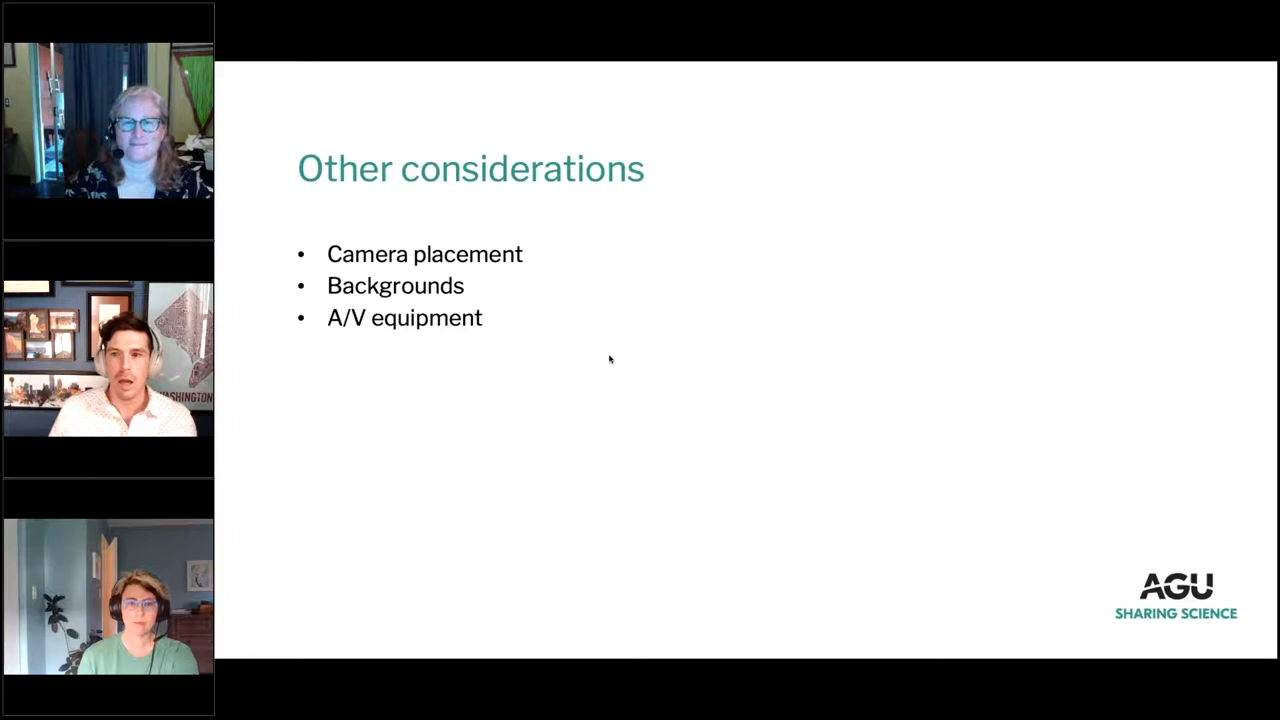 Other considerations
• Camera placement
• Backgrounds
• A/V equipment
WASHINGTON
AGU
SHARING SCIENCE